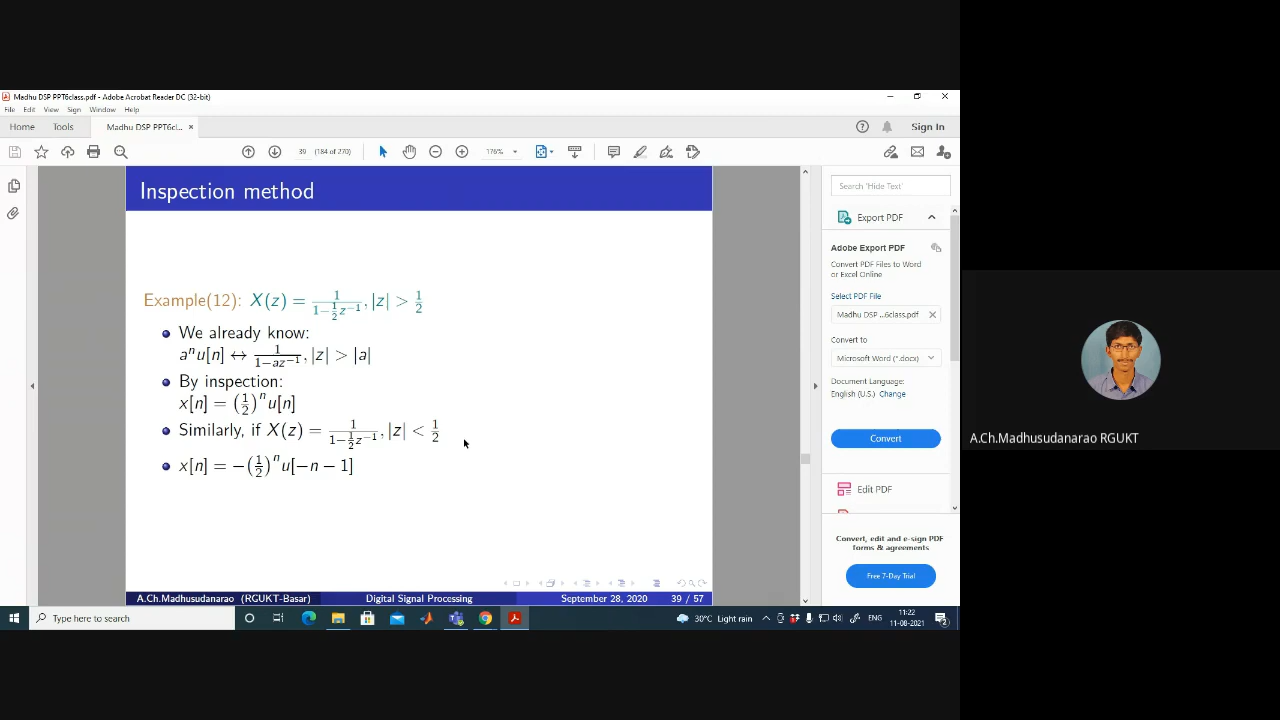 Madhu DSP PPT6class.pdf - Adobe Acrobat Reader DC (32-bit)
File Edit View Sign Window Help
Home Tools Madhu DSP PPT6cl... × Sign In
39 (184 of 270) 176%
Inspection method
Example(12): X(z) = 1/(1−½z⁻¹), |z| > ½
We already know:
aⁿu[n] ↔ 1/(1−az⁻¹), |z| > |a|
By inspection:
x[n] = (½)ⁿ u[n]
Similarly, if X(z) = 1/(1−½z⁻¹), |z| < ½
x[n] = −(½)ⁿ u[−n − 1]
A.Ch.Madhusudanarao (RGUKT-Basar) Digital Signal Processing September 28, 2020 39 / 57
Search 'Hide Text'
Export PDF
Adobe Export PDF
Convert PDF Files to Word
or Excel Online
Select PDF File
Madhu DSP ...6class.pdf
Convert to
Microsoft Word (*.docx)
Document Language:
English (U.S.) Change
Convert
Edit PDF
Convert, edit and e-sign PDF
forms & agreements
Free 7-Day Trial
Type here to search
30°C Light rain
ENG
11:22
11-08-2021
2
A.Ch.Madhusudanarao RGUKT